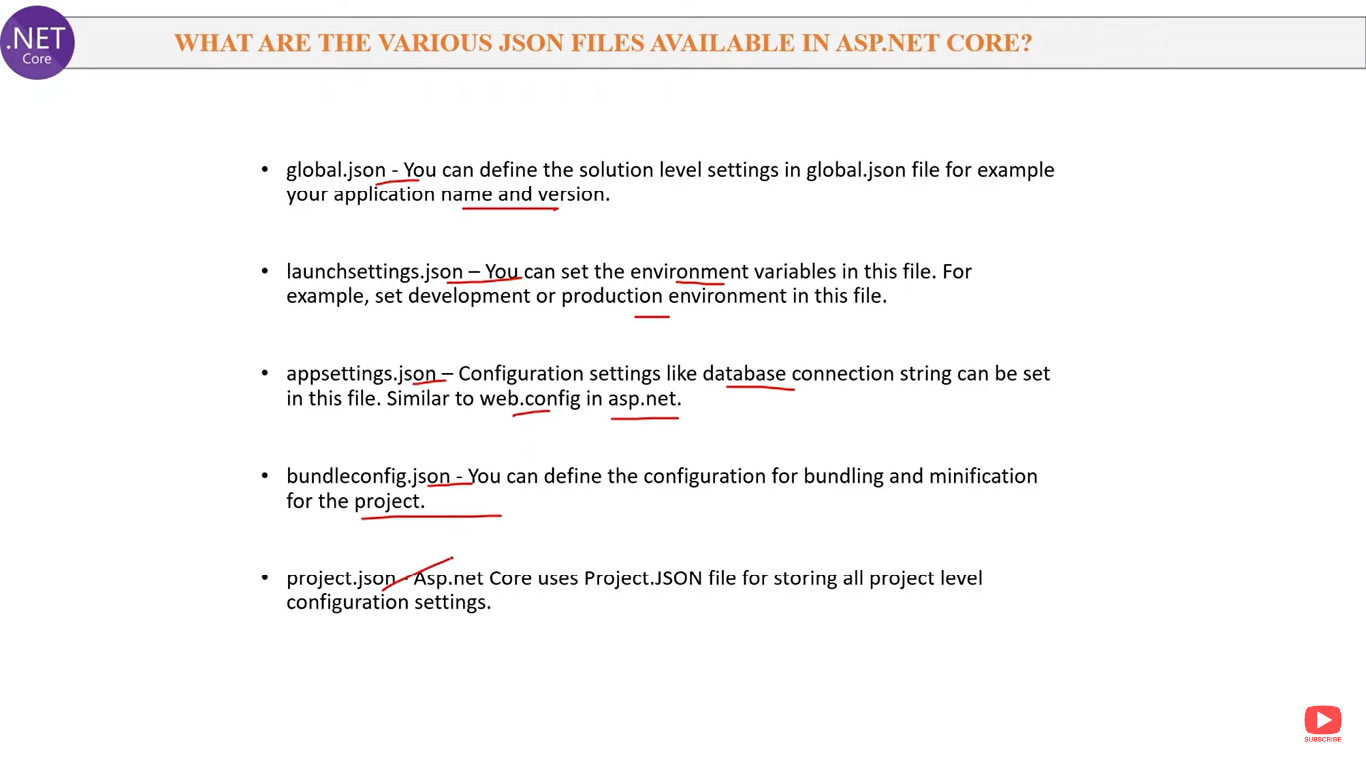 .NET
Core
WHAT ARE THE VARIOUS JSON FILES AVAILABLE IN ASP.NET CORE?
• global.json - You can define the solution level settings in global.json file for example
your application name and version.
• launchsettings.json – You can set the environment variables in this file. For
example, set development or production environment in this file.
• appsettings.json – Configuration settings like database connection string can be set
in this file. Similar to web.config in asp.net.
• bundleconfig.json - You can define the configuration for bundling and minification
for the project.
• project.json - Asp.net Core uses Project.JSON file for storing all project level
configuration settings.
SUBSCRIBE